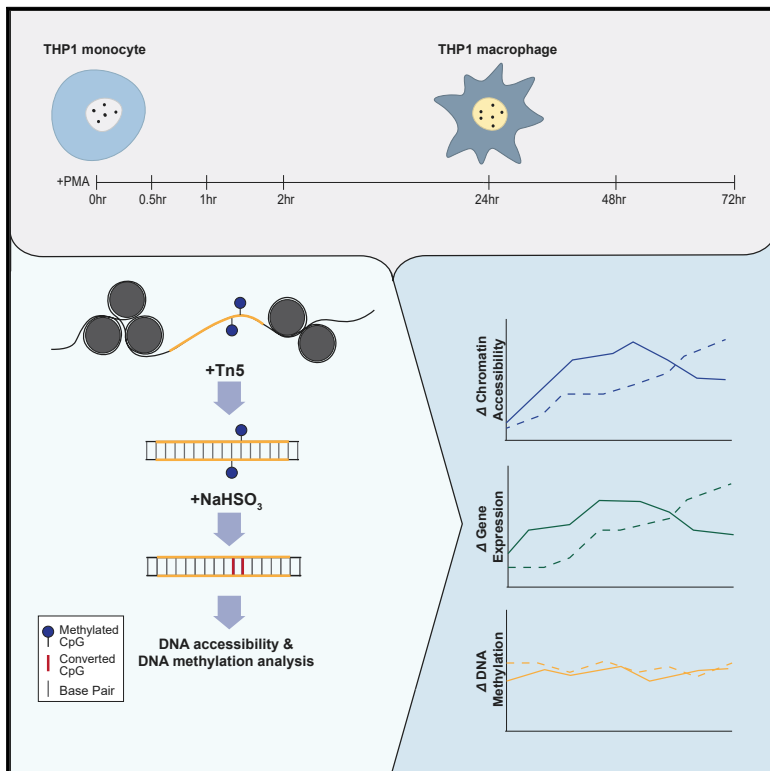 THP1 monocyte
THP1 macrophage
+PMA
0hr
0.5hr
1hr
2hr
24hr
48hr
72hr
+Tn5
+NaHSO₃
DNA accessibility &
DNA methylation analysis
Methylated
CpG
Converted
CpG
Base Pair
Δ Chromatin
Accessibility
Δ Gene
Expression
Δ DNA
Methylation